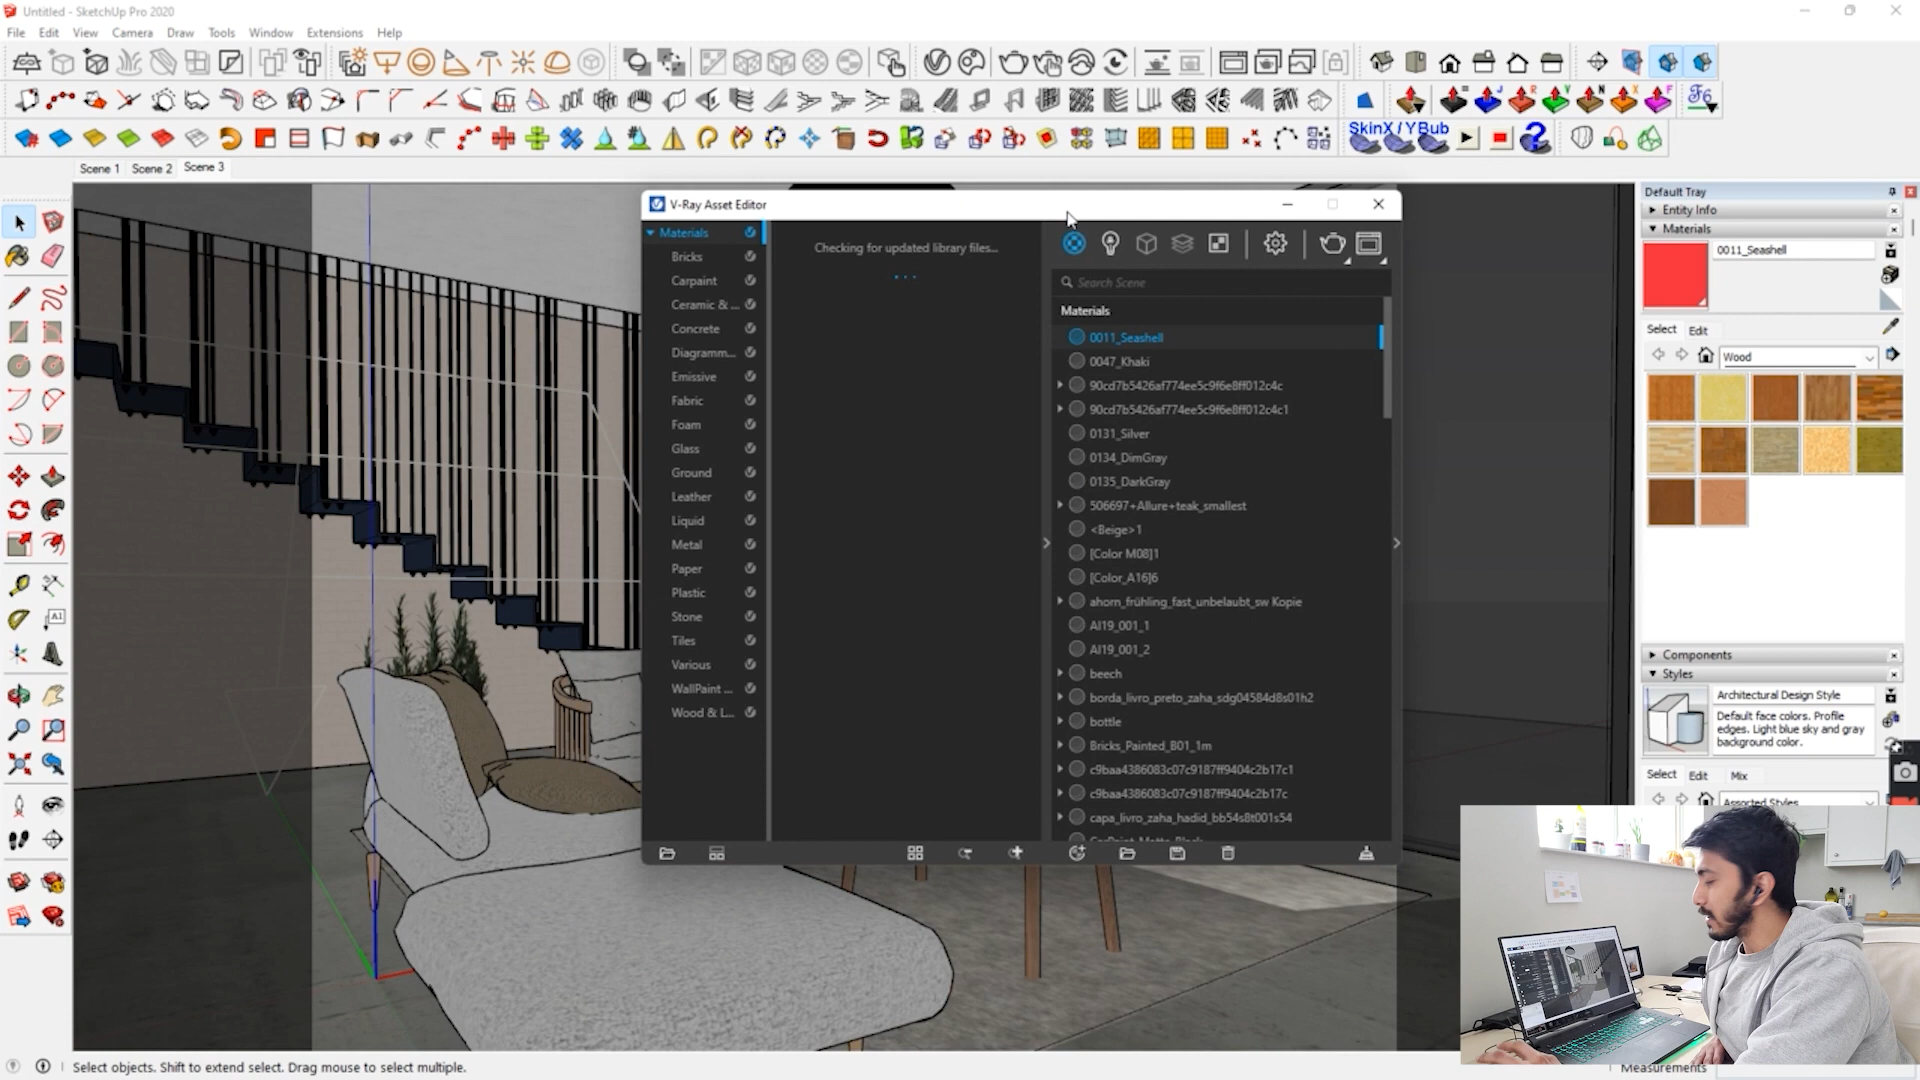 Untitled - SketchUp Pro 2020
File Edit View Camera Draw Tools Window Extensions Help
SkinX / YBub
Scene 1 Scene 2 Scene 3
V-Ray Asset Editor
Materials
Bricks
Carpaint
Ceramic & ...
Concrete
Diagramm...
Emissive
Fabric
Foam
Glass
Ground
Leather
Liquid
Metal
Paper
Plastic
Stone
Tiles
Various
WallPaint ...
Wood & L...
Checking for updated library files...
Search Scene
Materials
0011_Seashell
0047_Khaki
90cd7b5426af774ee5c9f6e8ff012c4c
90cd7b5426af774ee5c9f6e8ff012c4c1
0131_Silver
0134_DimGray
0135_DarkGray
506697+Allure+teak_smallest
<Beige>1
[Color M08]1
[Color_A16]6
ahorn_frühling_fast_unbelaubt_sw Kopie
AI19_001_1
AI19_001_2
beech
borda_livro_preto_zaha_sdg04584d8s01h2
bottle
Bricks_Painted_B01_1m
c9baa4386083c07c9187ff9404c2b17c1
c9baa4386083c07c9187ff9404c2b17c
capa_livro_zaha_hadid_bb54s8t001s54
Default Tray
Entity Info
Materials
0011_Seashell
Select Edit
Wood
Components
Styles
Architectural Design Style
Default face colors. Profile
edges. Light blue sky and gray
background color.
Select Edit Mix
Assorted Styles
Select objects. Shift to extend select. Drag mouse to select multiple.
Measurements